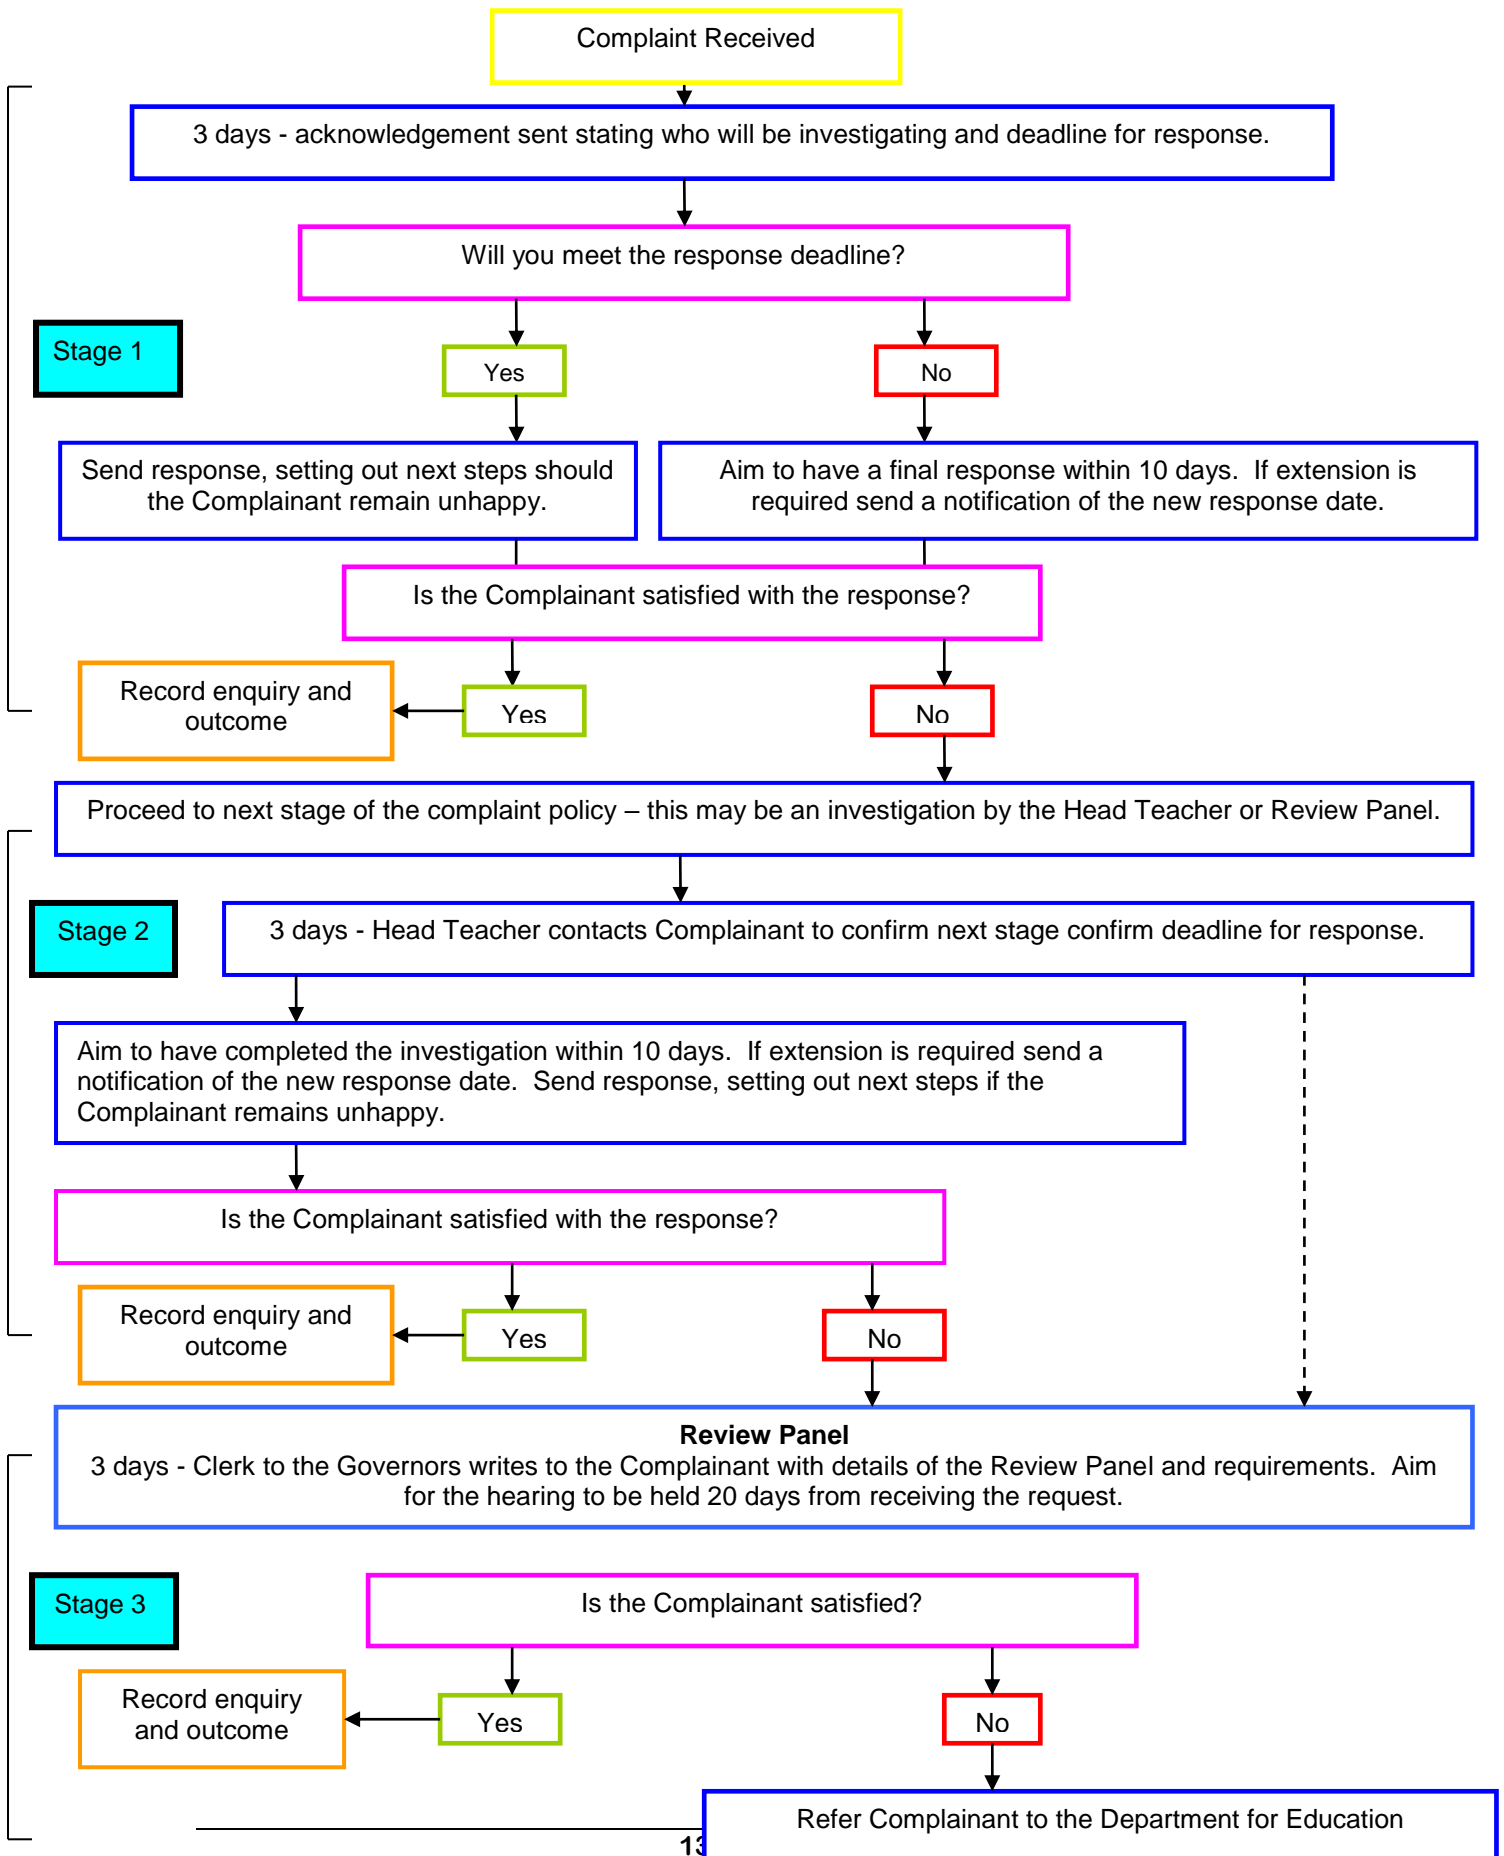 Complaint Received
3 days - acknowledgement sent stating who will be investigating and deadline for response.
Will you meet the response deadline?
Stage 1
Yes
No
Send response, setting out next steps should
the Complainant remain unhappy.
Aim to have a final response within 10 days.  If extension is
required send a notification of the new response date.
Is the Complainant satisfied with the response?
Record enquiry and
outcome
Yes
No
Proceed to next stage of the complaint policy – this may be an investigation by the Head Teacher or Review Panel.
Stage 2
3 days - Head Teacher contacts Complainant to confirm next stage confirm deadline for response.
Aim to have completed the investigation within 10 days.  If extension is required send a
notification of the new response date.  Send response, setting out next steps if the
Complainant remains unhappy.
Is the Complainant satisfied with the response?
Record enquiry and
outcome
Yes
No
Review Panel
3 days - Clerk to the Governors writes to the Complainant with details of the Review Panel and requirements.  Aim
for the hearing to be held 20 days from receiving the request.
Stage 3
Is the Complainant satisfied?
Record enquiry
and outcome
Yes
No
Refer Complainant to the Department for Education
13